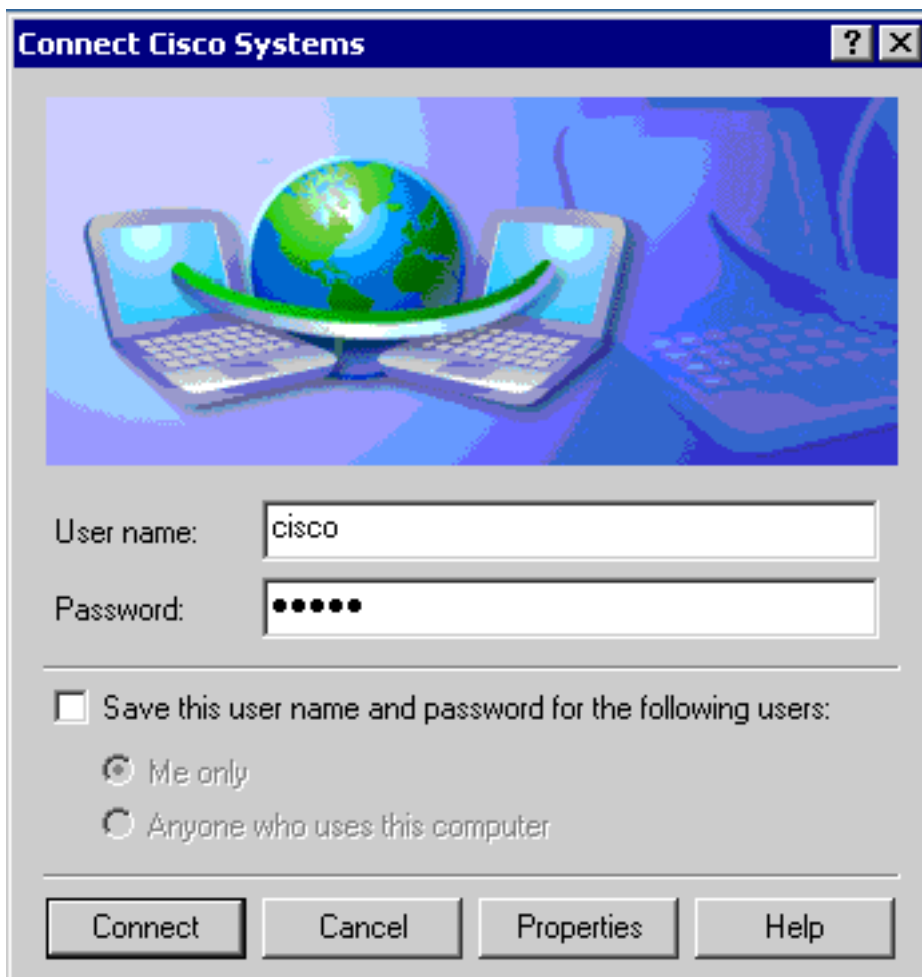 Connect Cisco Systems
User name: cisco
Password: •••••
Save this user name and password for the following users:
Me only
Anyone who uses this computer
Connect Cancel Properties Help